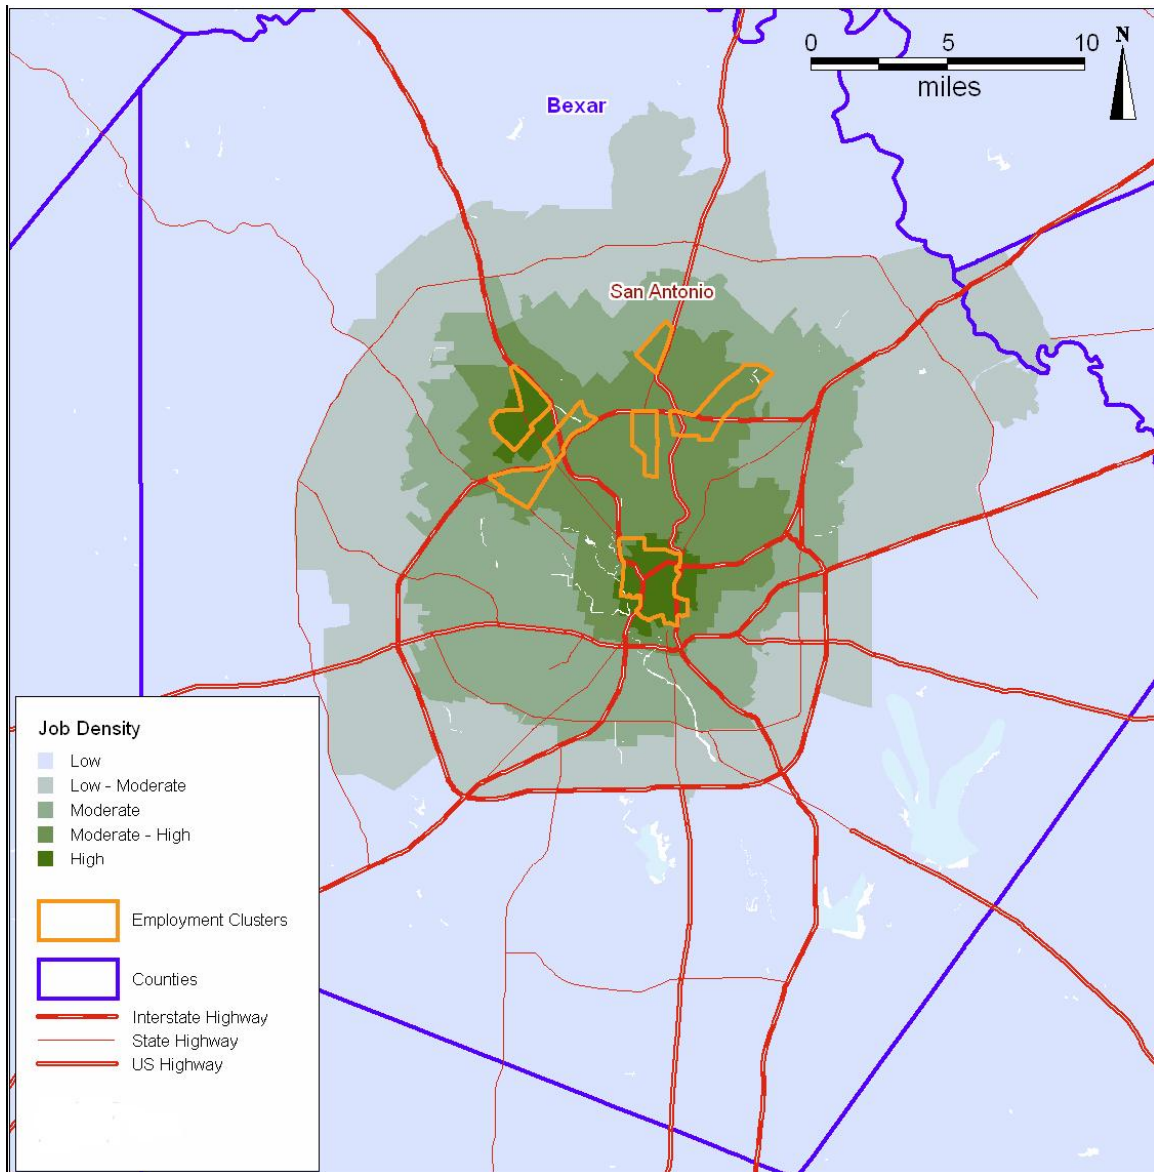 0 5 10
miles
N
Bexar
San Antonio
Job Density
Low
Low - Moderate
Moderate
Moderate - High
High
Employment Clusters
Counties
Interstate Highway
State Highway
US Highway